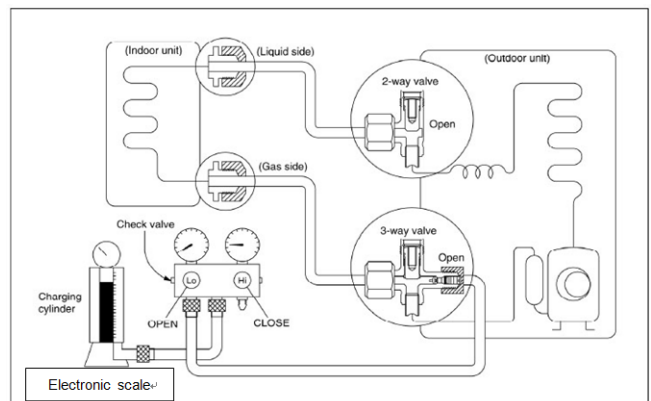 (Indoor unit)
(Liquid side)
(Outdoor unit)
2-way valve
Open
(Gas side)
3-way valve
Open
Check valve
Lo
Hi
Charging
cylinder
OPEN
CLOSE
Electronic scale